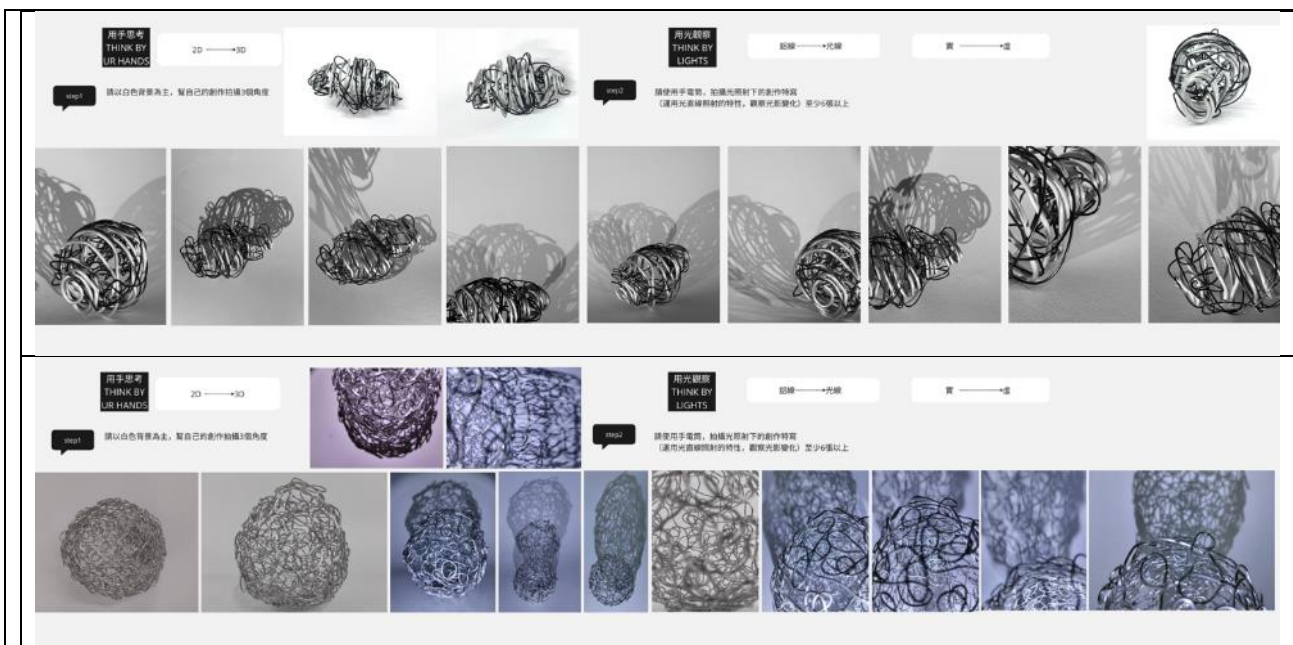 用手思考
THINK BY
UR HANDS
2D → 3D
step1
請以白色背景為主，幫自己的創作拍攝3個角度
用光觀察
THINK BY
LIGHTS
鋁線 → 光線
實 → 虛
step2
請使用手電筒，拍攝光照射下的創作特寫
（運用光直線照射的特性，觀察光影變化）至少6張以上
用手思考
THINK BY
UR HANDS
2D → 3D
step1
請以白色背景為主，幫自己的創作拍攝3個角度
用光觀察
THINK BY
LIGHTS
鋁線 → 光線
實 → 虛
step2
請使用手電筒，拍攝光照射下的創作特寫
（運用光直線照射的特性，觀察光影變化）至少6張以上